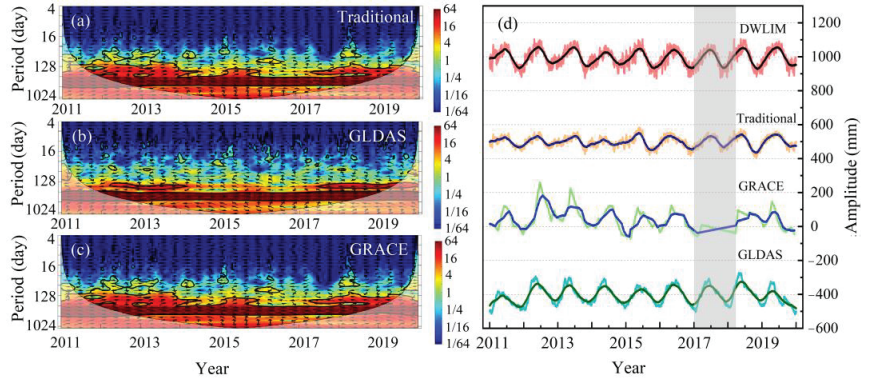 (a) Traditional
Period (day)
4
16
128
1024
2011 2013 2015 2017 2019
64
16
4
1
1/4
1/16
1/64
(b) GLDAS
Period (day)
4
16
128
1024
2011 2013 2015 2017 2019
64
16
4
1
1/4
1/16
1/64
(c) GRACE
Period (day)
4
16
128
1024
2011 2013 2015 2017 2019
64
16
4
1
1/4
1/16
1/64
Year
(d)
DWLIM
Traditional
GRACE
GLDAS
1200
1000
800
600
400
200
0
−200
−400
−600
Amplitude (mm)
2011 2013 2015 2017 2019
Year